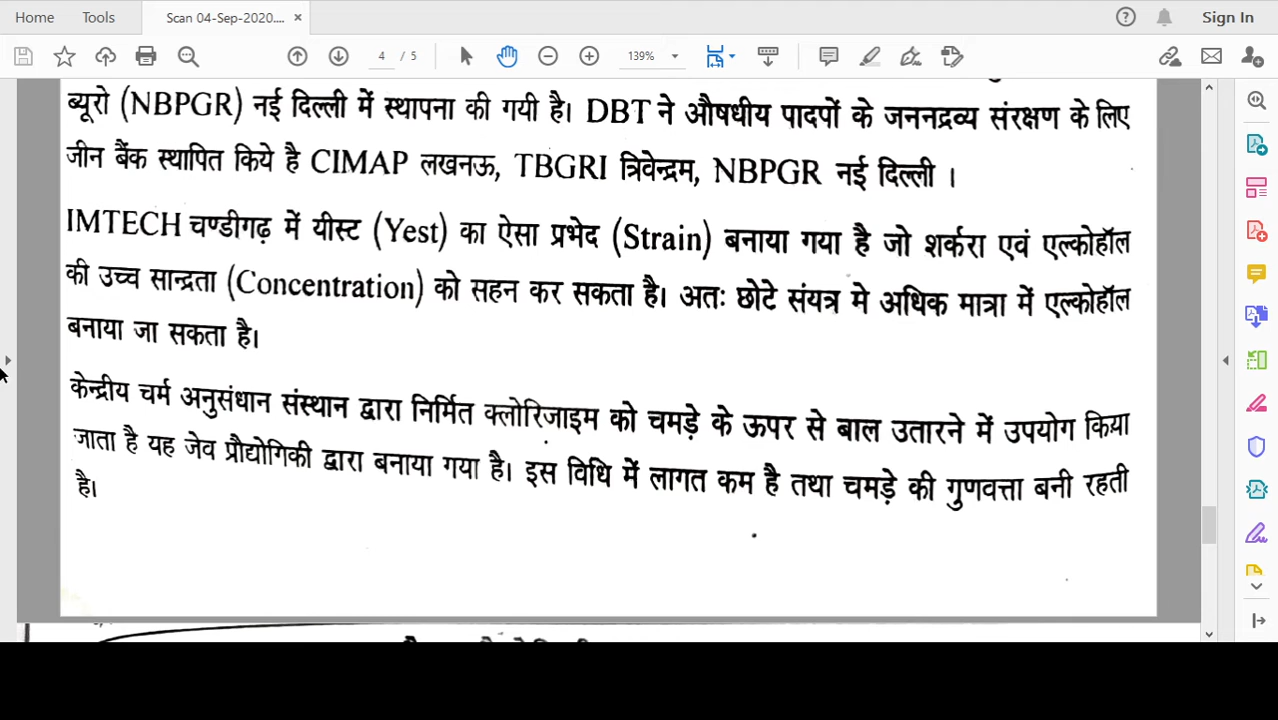 Home Tools Scan 04-Sep-2020.... × Sign In
4 / 5 139%
ब्यूरो (NBPGR) नई दिल्ली में स्थापना की गयी है। DBT ने औषधीय पादपों के जननद्रव्य संरक्षण के लिए
जीन बैंक स्थापित किये है CIMAP लखनऊ, TBGRI त्रिवेन्द्रम, NBPGR नई दिल्ली ।
IMTECH चण्डीगढ़ में यीस्ट (Yest) का ऐसा प्रभेद (Strain) बनाया गया है जो शर्करा एवं एल्कोहॉल
की उच्च सान्द्रता (Concentration) को सहन कर सकता है। अतः छोटे संयत्र मे अधिक मात्रा में एल्कोहॉल
बनाया जा सकता है।
केन्द्रीय चर्म अनुसंधान संस्थान द्वारा निर्मित क्लोरिजाइम को चमड़े के ऊपर से बाल उतारने में उपयोग किया
जाता है यह जेव प्रौद्योगिकी द्वारा बनाया गया है। इस विधि में लागत कम है तथा चमड़े की गुणवत्ता बनी रहती
है।